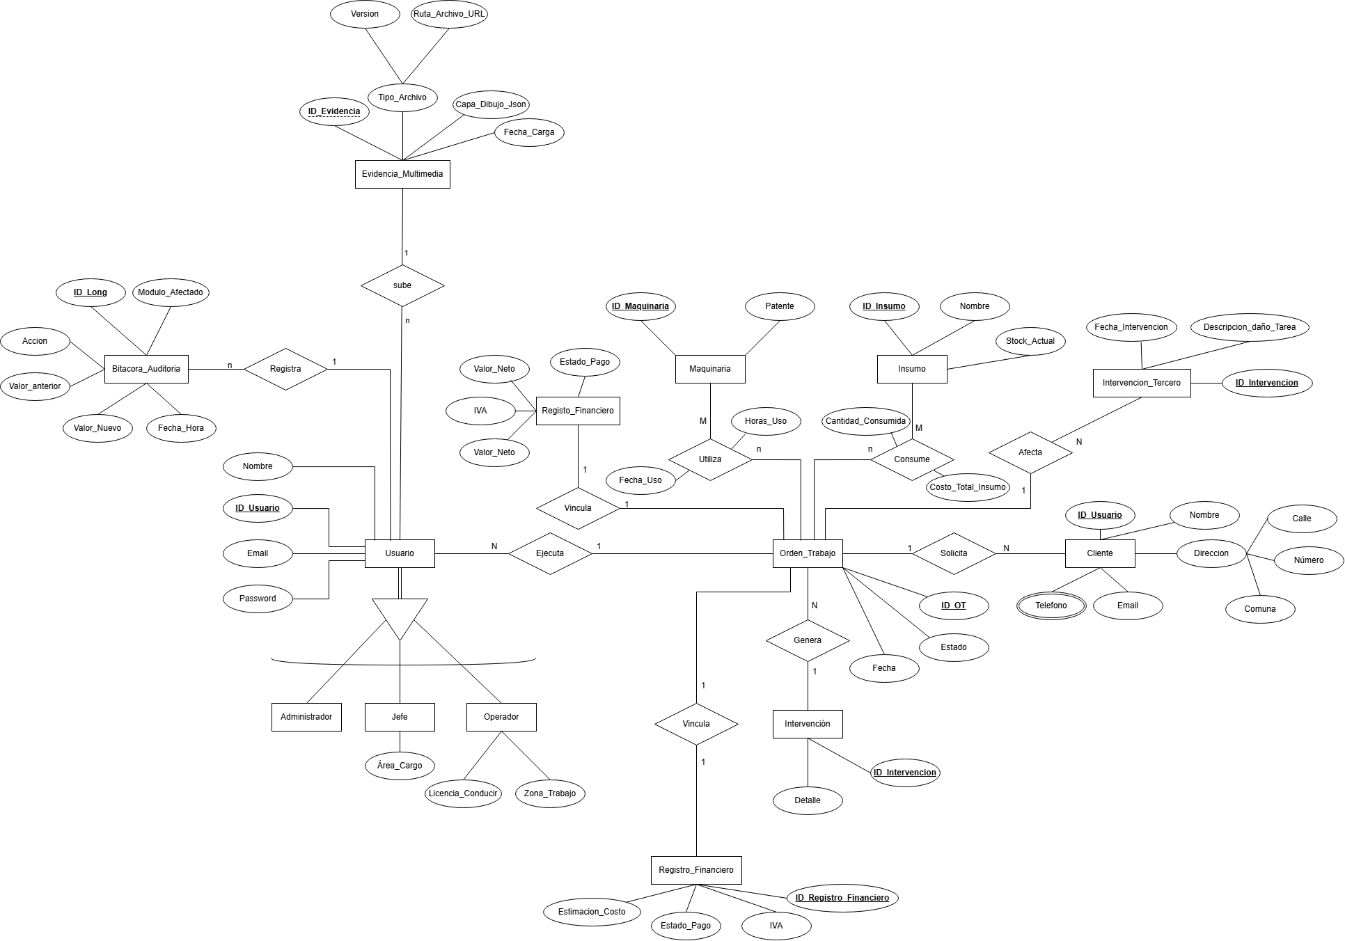 Version
Ruta_Archivo_URL
Tipo_Archivo
ID_Evidencia
Capa_Dibujo_Json
Fecha_Carga
Evidencia_Multimedia
1
sube
n
ID_Long
Modulo_Afectado
Accion
Valor_anterior
Bitacora_Auditoria
n
Registra
1
Valor_Nuevo
Fecha_Hora
Valor_Neto
Estado_Pago
IVA
Registo_Financiero
Valor_Neto
1
Vincula
1
ID_Maquinaria
Patente
Maquinaria
M
Horas_Uso
Utiliza
n
Fecha_Uso
ID_Insumo
Nombre
Stock_Actual
Insumo
Cantidad_Consumida
M
n
Consume
Costo_Total_Insumo
Fecha_Intervencion
Descripcion_daño_Tarea
Intervencion_Tercero
ID_Intervencion
N
Afecta
1
Nombre
ID_Usuario
Email
Password
Usuario
N
Ejecuta
1
Orden_Trabajo
1
Solicita
N
Cliente
ID_Usuario
Nombre
Direccion
Calle
Número
Comuna
Telefono
Email
ID_OT
Estado
Fecha
N
Genera
1
Intervención
ID_Intervencion
Detalle
Administrador
Jefe
Operador
Área_Cargo
Licencia_Conducir
Zona_Trabajo
1
Vincula
1
Registro_Financiero
Estimacion_Costo
Estado_Pago
IVA
ID_Registro_Financiero